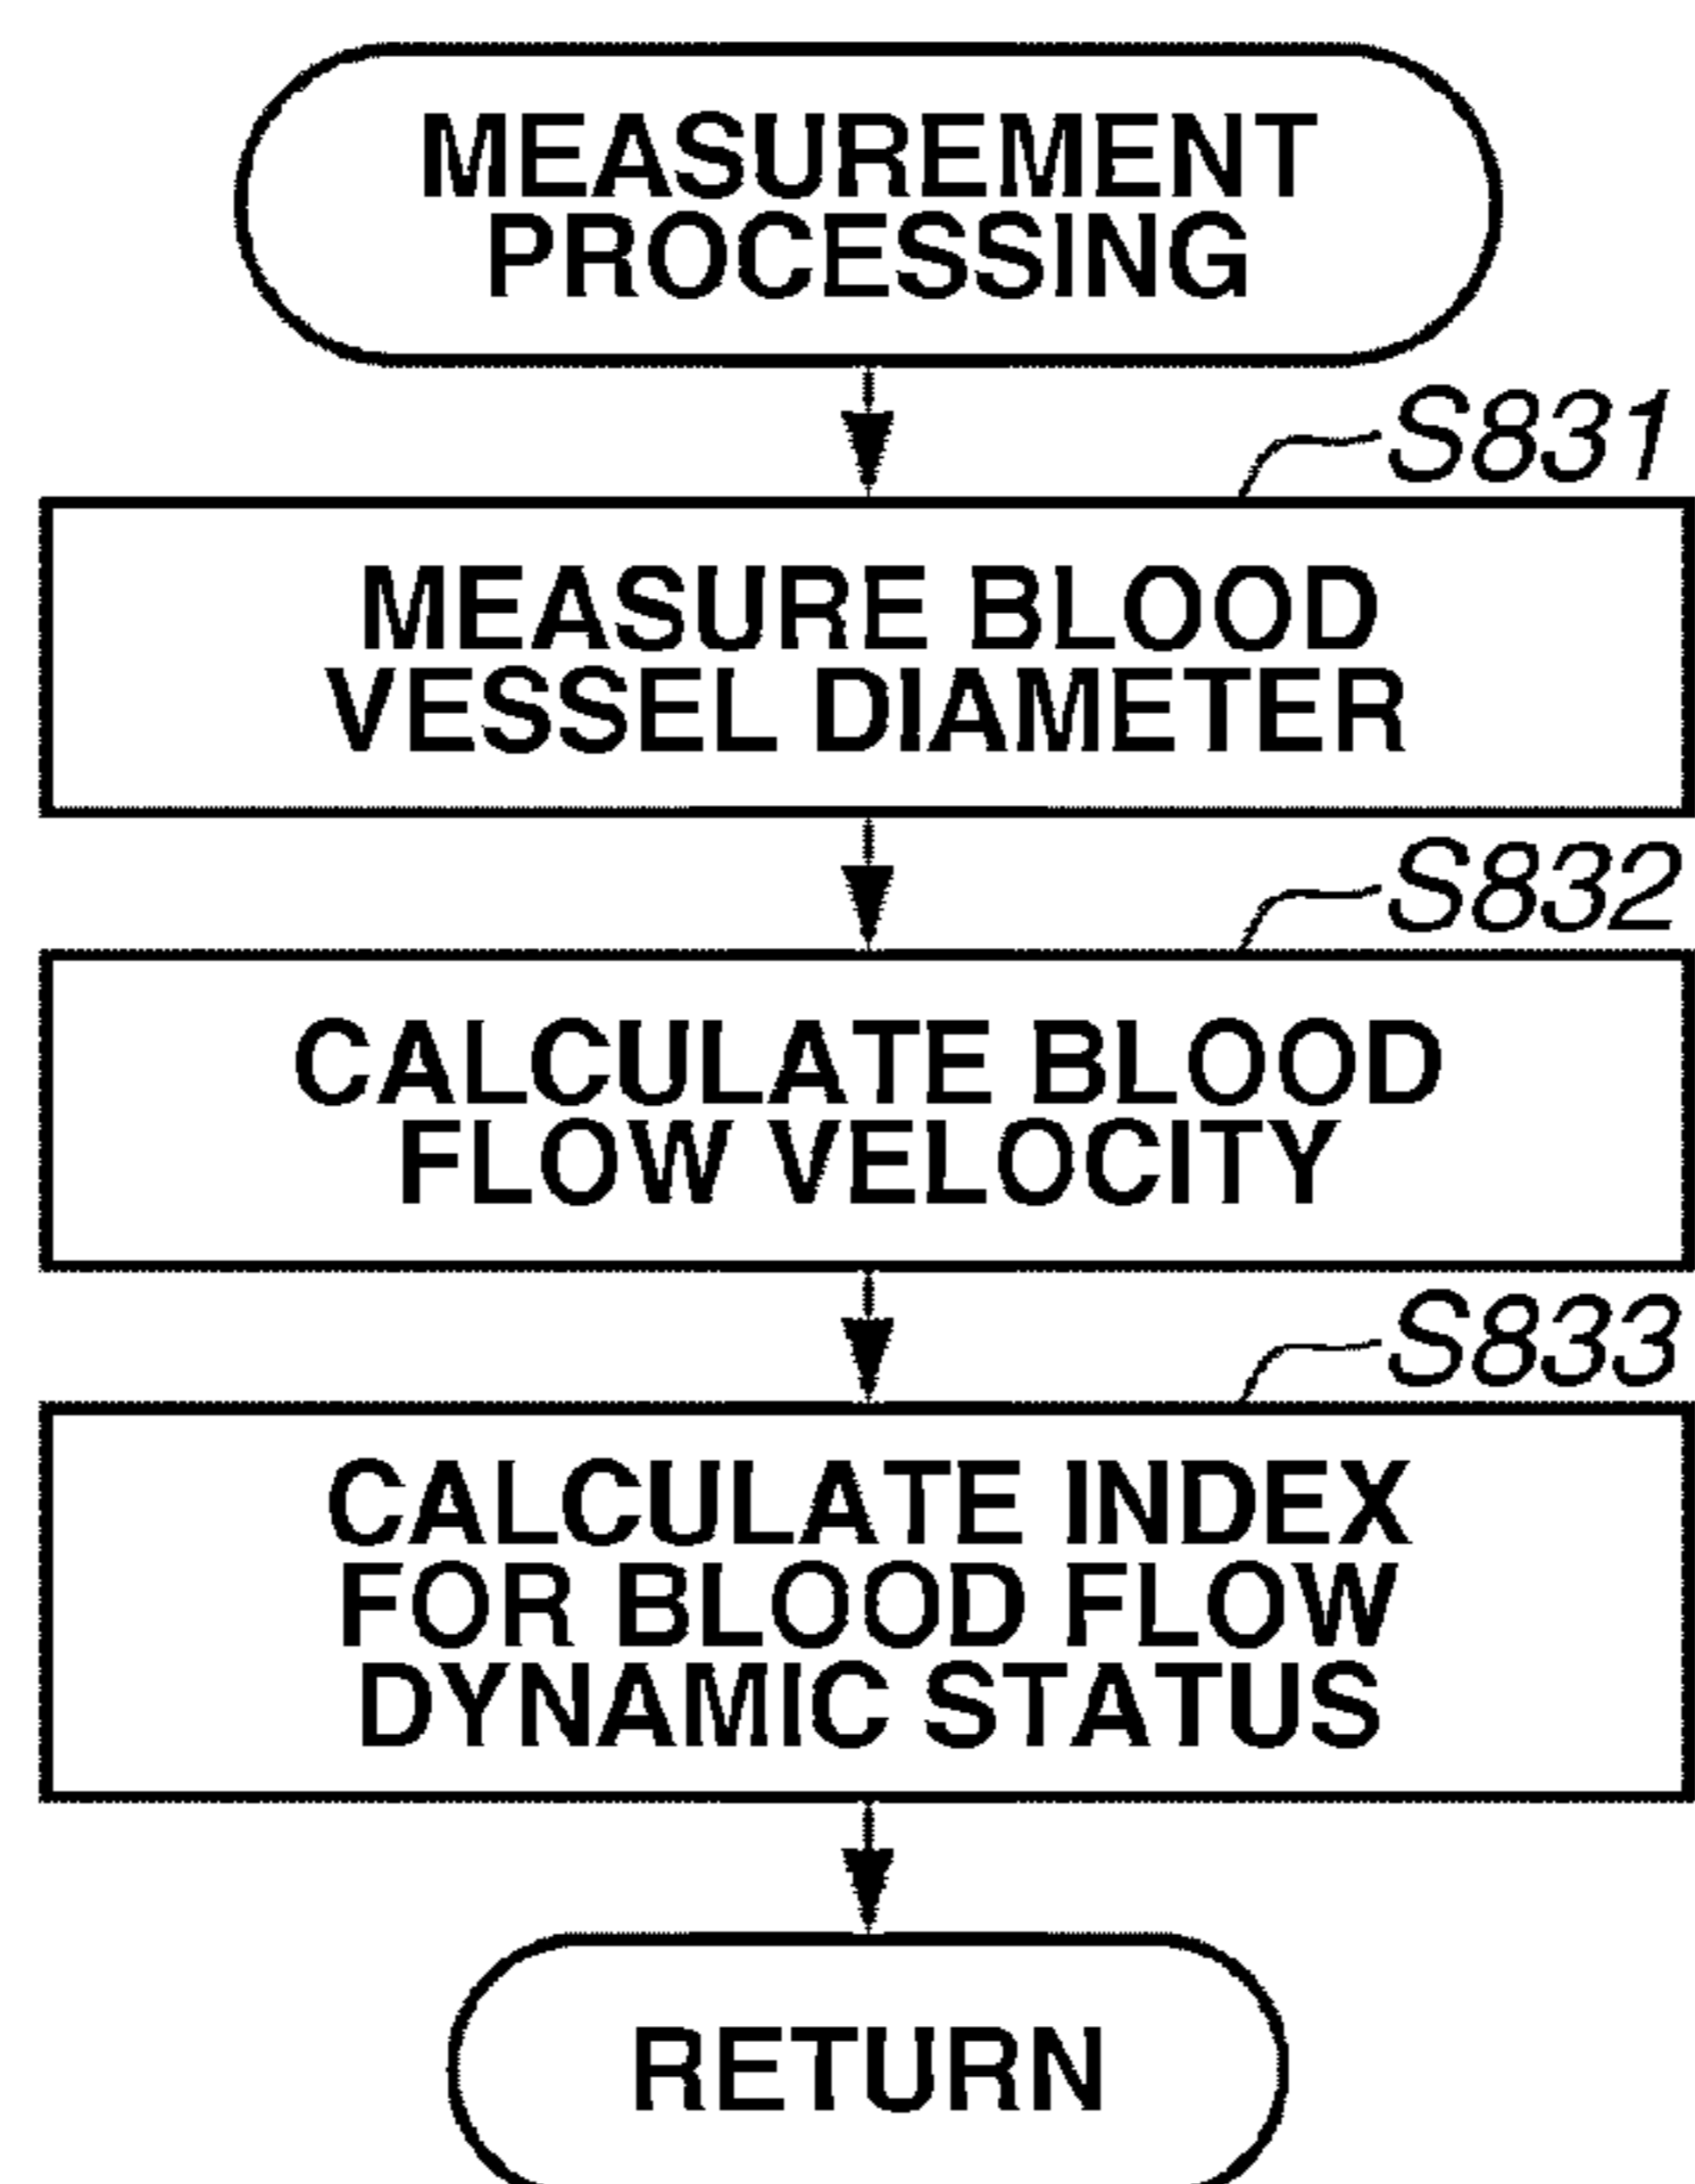 MEASUREMENT
PROCESSING
S831
MEASURE BLOOD
VESSEL DIAMETER
S832
CALCULATE BLOOD
FLOW VELOCITY
S833
CALCULATE INDEX
FOR BLOOD FLOW
DYNAMIC STATUS
RETURN